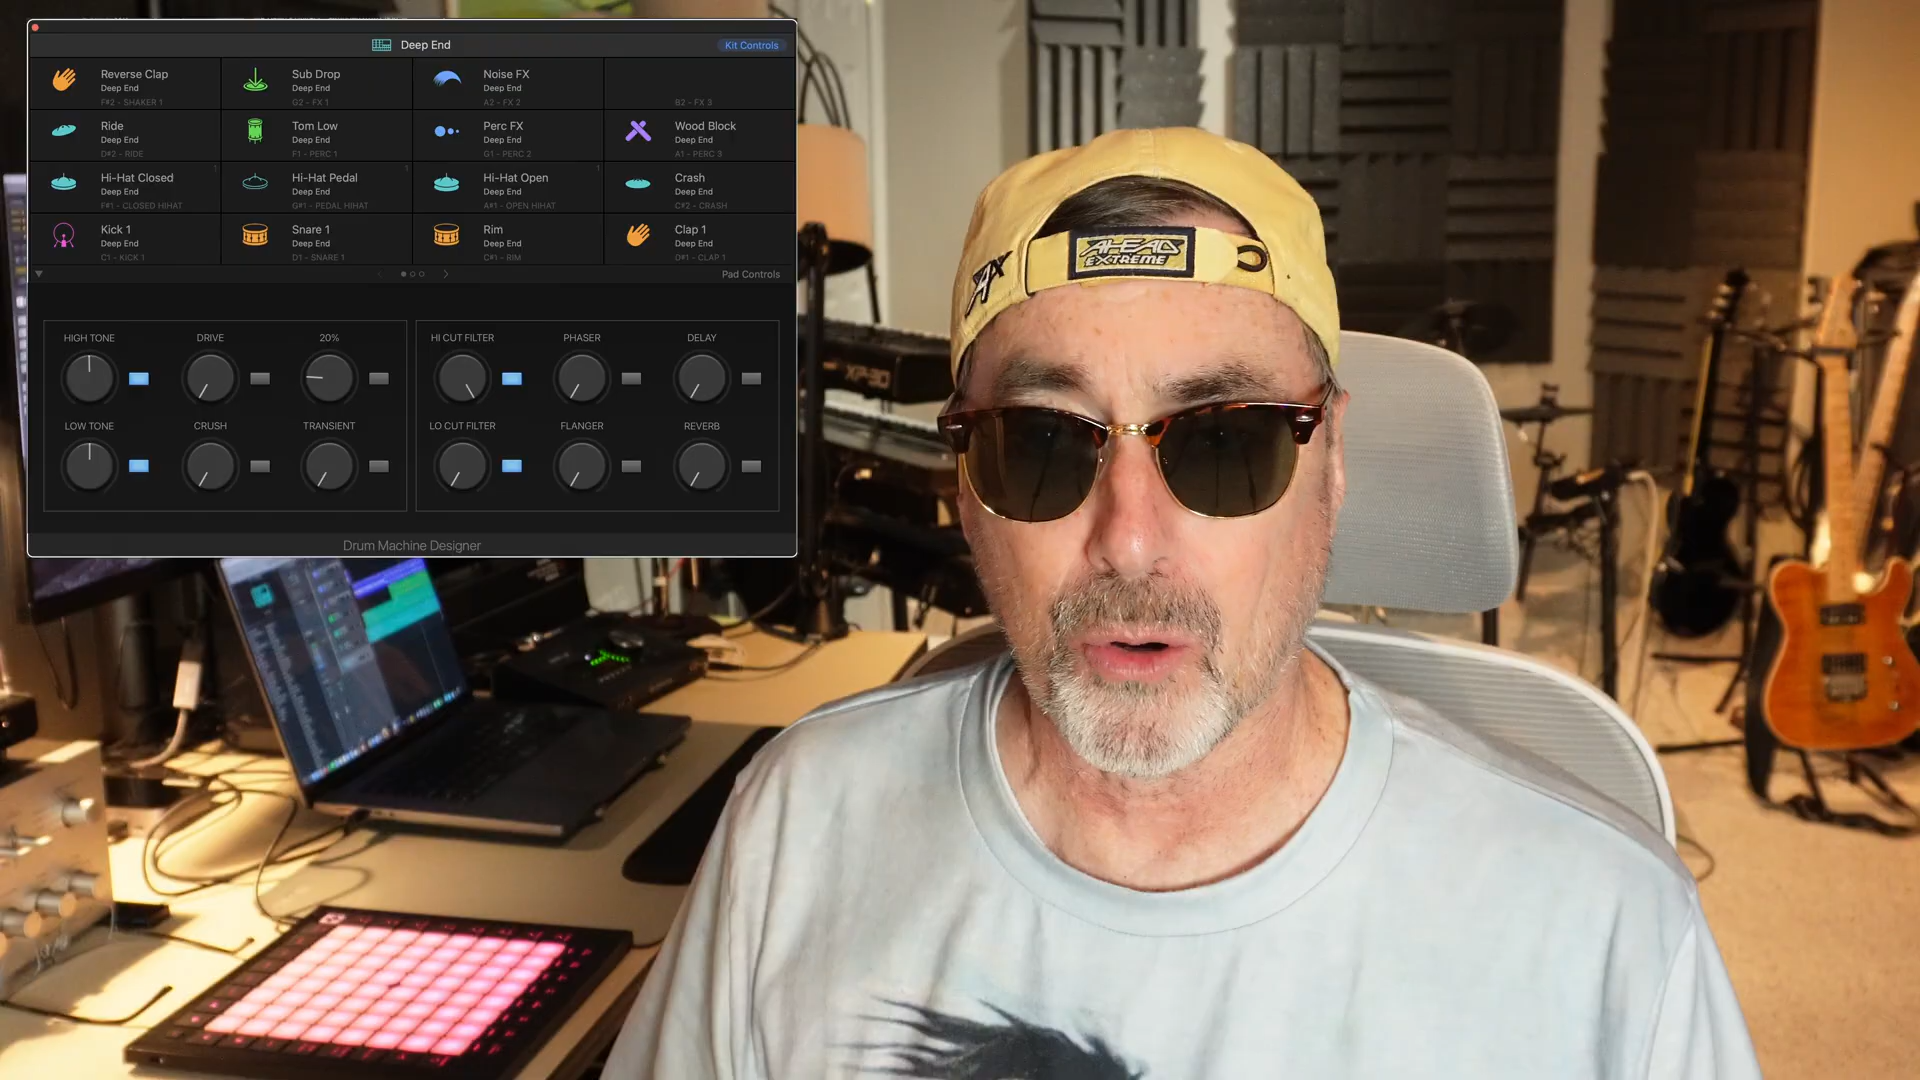 Deep End
Kit Controls
Reverse Clap
Deep End
F#2 - SHAKER 1
Sub Drop
Deep End
G2 - FX 1
Noise FX
Deep End
A2 - FX 2
B2 - FX 3
Ride
Deep End
D#2 - RIDE
Tom Low
Deep End
F1 - PERC 1
Perc FX
Deep End
G1 - PERC 2
Wood Block
Deep End
A1 - PERC 3
Hi-Hat Closed
Deep End
F#1 - CLOSED HIHAT
1
Hi-Hat Pedal
Deep End
G#1 - PEDAL HIHAT
1
Hi-Hat Open
Deep End
A#1 - OPEN HIHAT
1
Crash
Deep End
C#2 - CRASH
Kick 1
Deep End
C1 - KICK 1
Snare 1
Deep End
D1 - SNARE 1
Rim
Deep End
C#1 - RIM
Clap 1
Deep End
D#1 - CLAP 1
Pad Controls
HIGH TONE
DRIVE
20%
HI CUT FILTER
PHASER
DELAY
LOW TONE
CRUSH
TRANSIENT
LO CUT FILTER
FLANGER
REVERB
Drum Machine Designer
AHEAD
EXTREME
XP-30